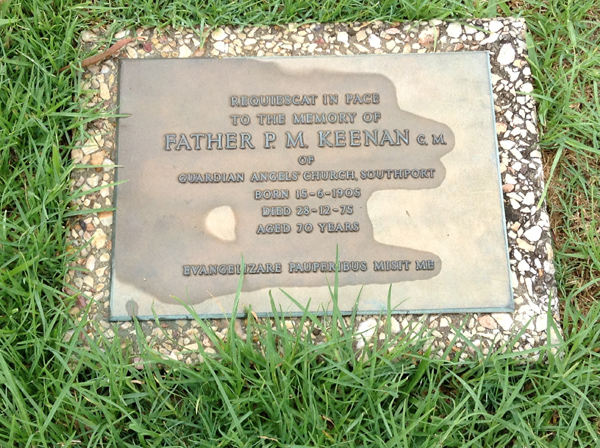 REQUIESCAT IN PACE
TO THE MEMORY OF
FATHER P. M. KEENAN C. M.
OF
GUARDIAN ANGELS' CHURCH, SOUTHPORT
BORN 15-6-1905
DIED 28-12-75
AGED 70 YEARS
EVANGELIZARE PAUPERIBUS MISIT ME